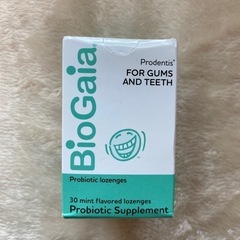 BioGaia®
Prodentis®
FOR GUMS
AND TEETH
Probiotic lozenges
30 mint flavored lozenges
Probiotic Supplement